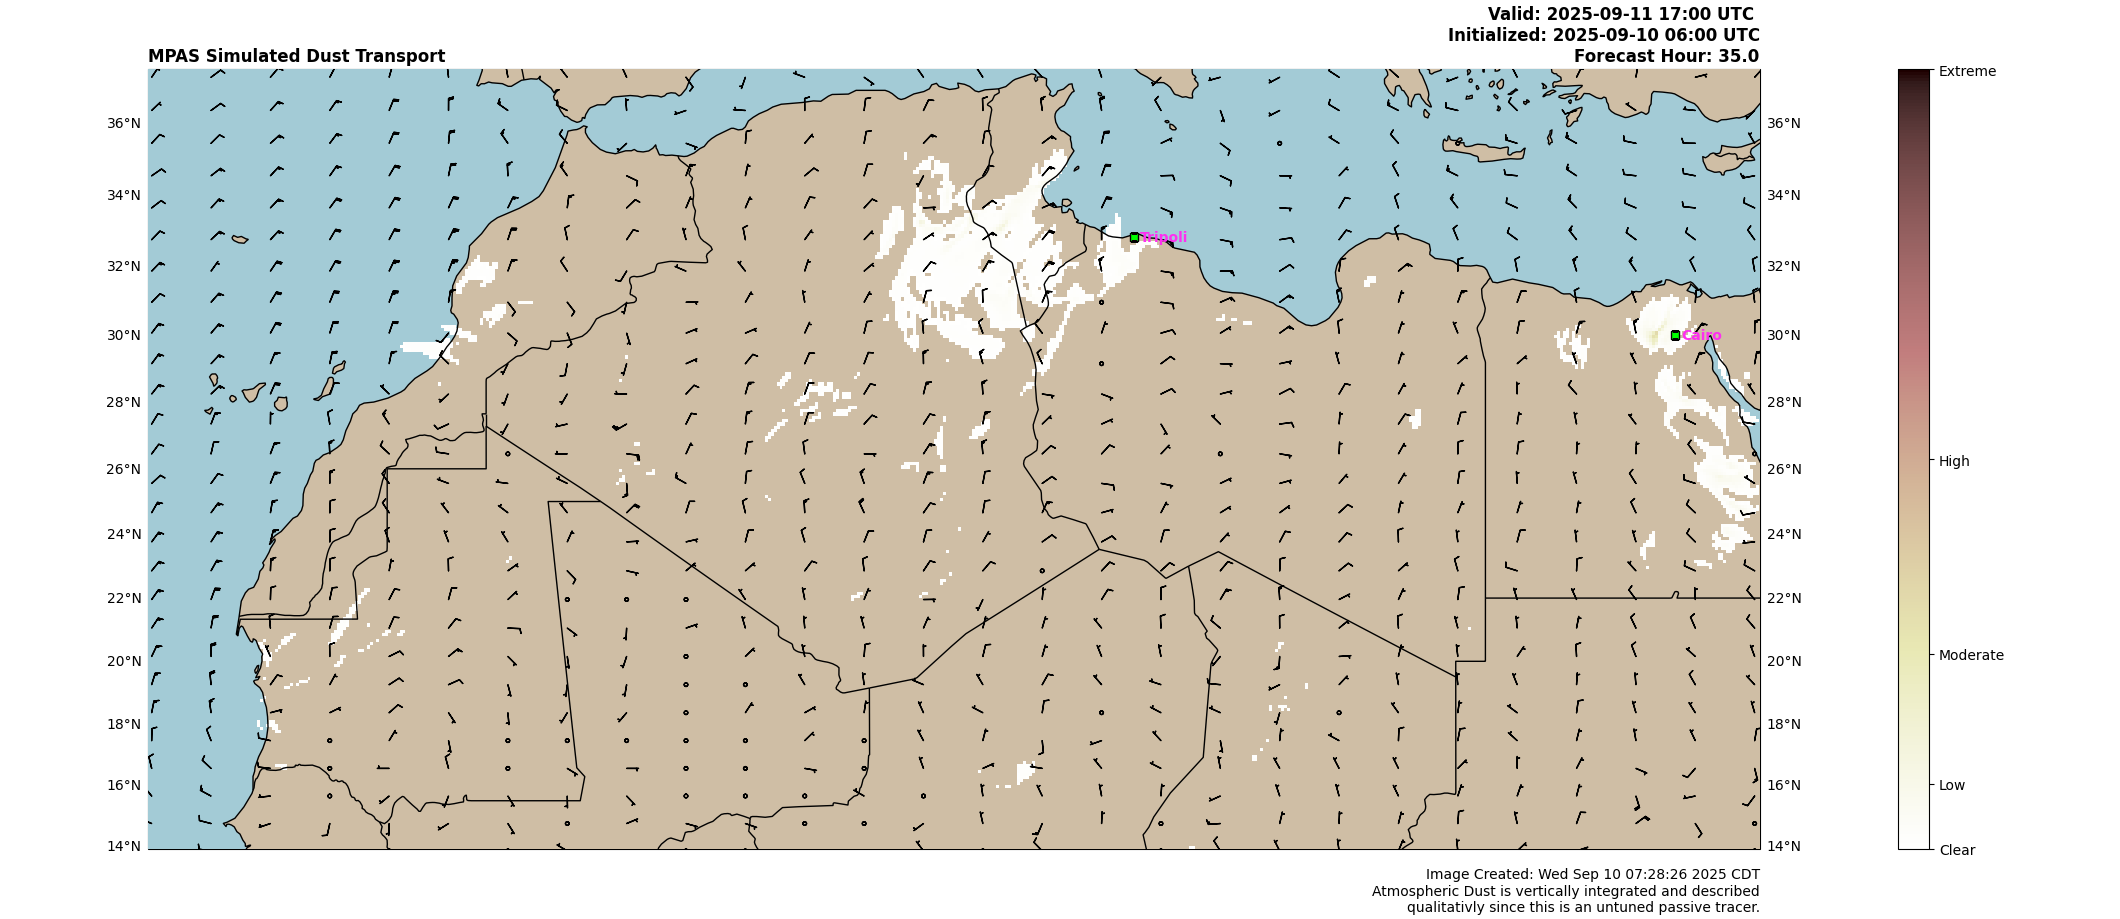 Valid: 2025-09-11 17:00 UTC
Initialized: 2025-09-10 06:00 UTC
MPAS Simulated Dust Transport
Forecast Hour: 35.0
36°N
34°N
32°N
30°N
28°N
26°N
24°N
22°N
20°N
18°N
16°N
14°N
Tripoli
Cairo
36°N
34°N
32°N
30°N
28°N
26°N
24°N
22°N
20°N
18°N
16°N
14°N
Extreme
High
Moderate
Low
Clear
Image Created: Wed Sep 10 07:28:26 2025 CDT
Atmospheric Dust is vertically integrated and described
qualitativly since this is an untuned passive tracer.